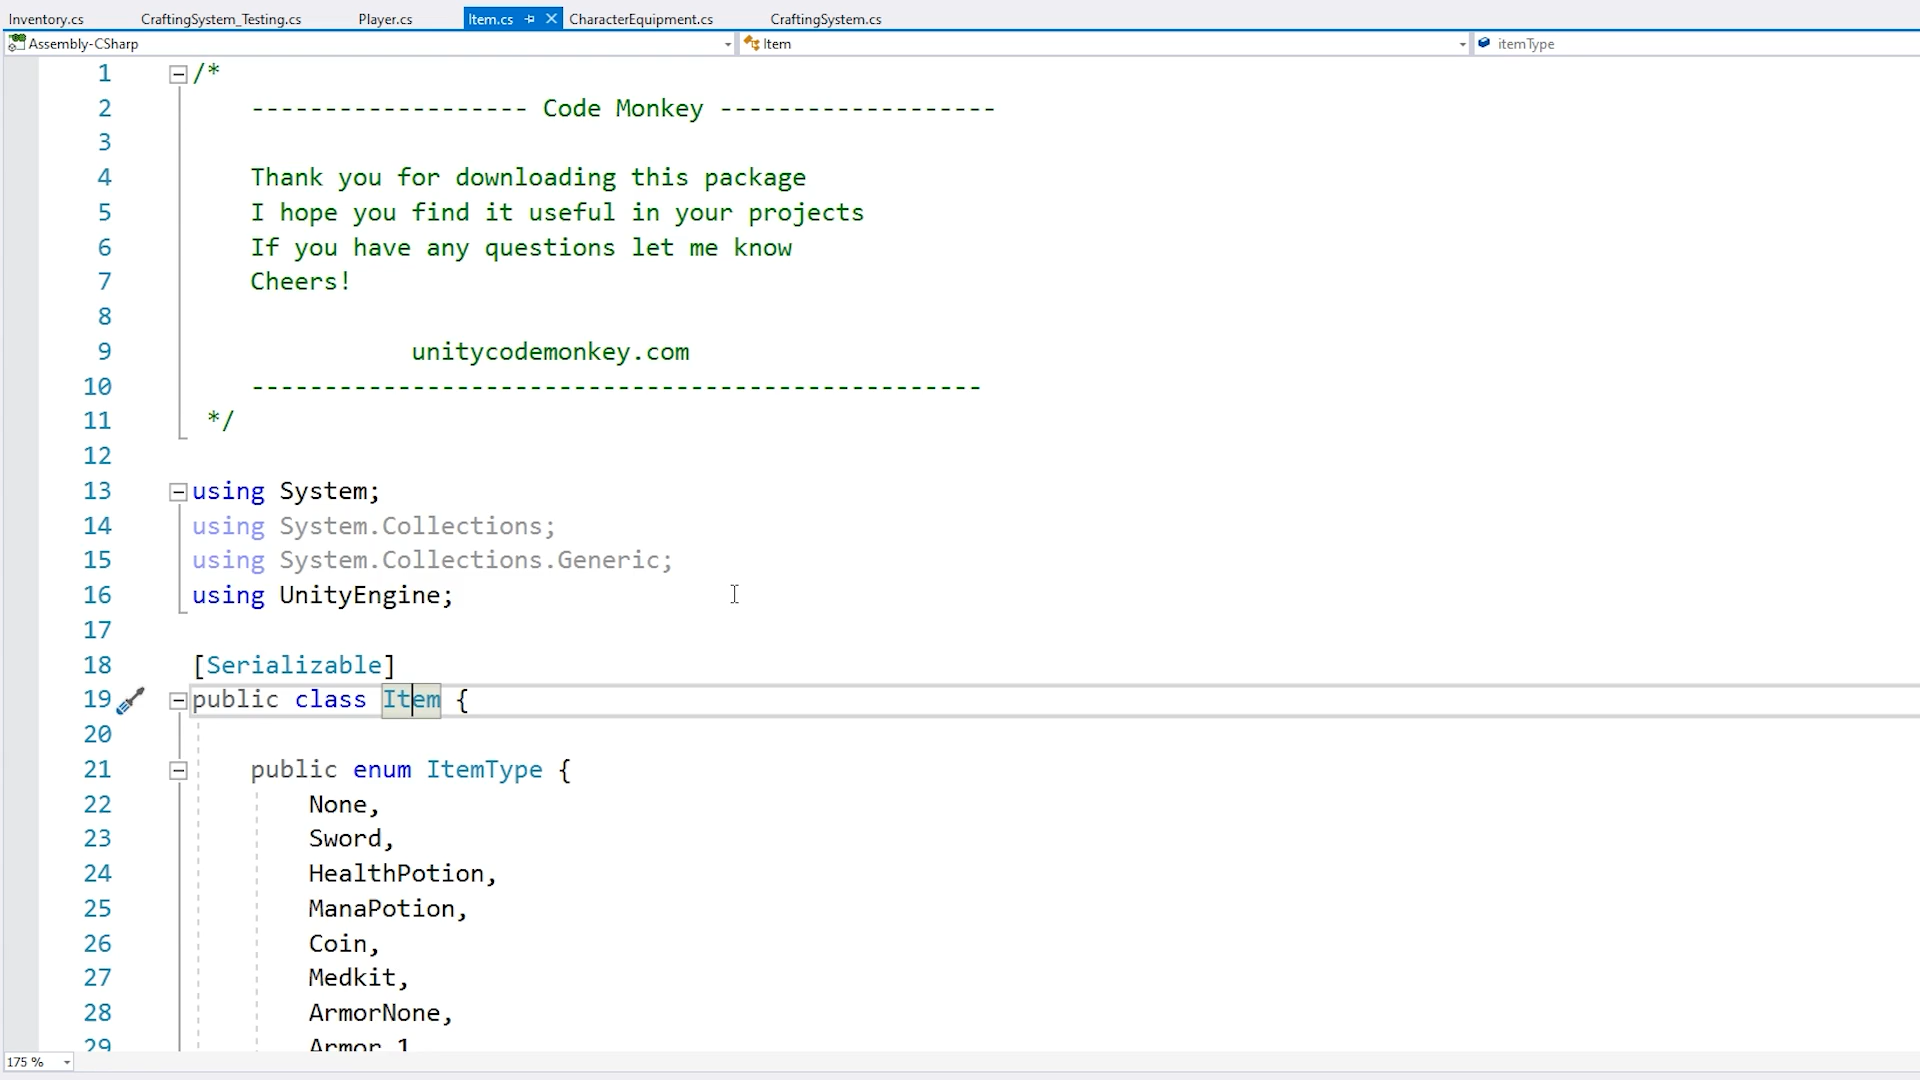 Inventory.cs CraftingSystem_Testing.cs Player.cs Item.cs CharacterEquipment.cs CraftingSystem.cs
Assembly-CSharp Item itemType
1 /*
2 ------------------- Code Monkey -------------------
3
4 Thank you for downloading this package
5 I hope you find it useful in your projects
6 If you have any questions let me know
7 Cheers!
8
9 unitycodemonkey.com
10 --------------------------------------------------
11 */
12
13 using System;
14 using System.Collections;
15 using System.Collections.Generic;
16 using UnityEngine;
17
18 [Serializable]
19 public class Item {
20
21 public enum ItemType {
22 None,
23 Sword,
24 HealthPotion,
25 ManaPotion,
26 Coin,
27 Medkit,
28 ArmorNone,
29 Armor_1
175 %